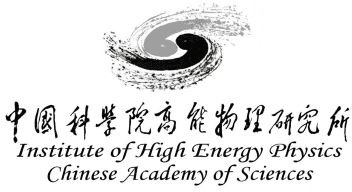 中国科学院高能物理研究所
Institute of High Energy Physics
Chinese Academy of Sciences